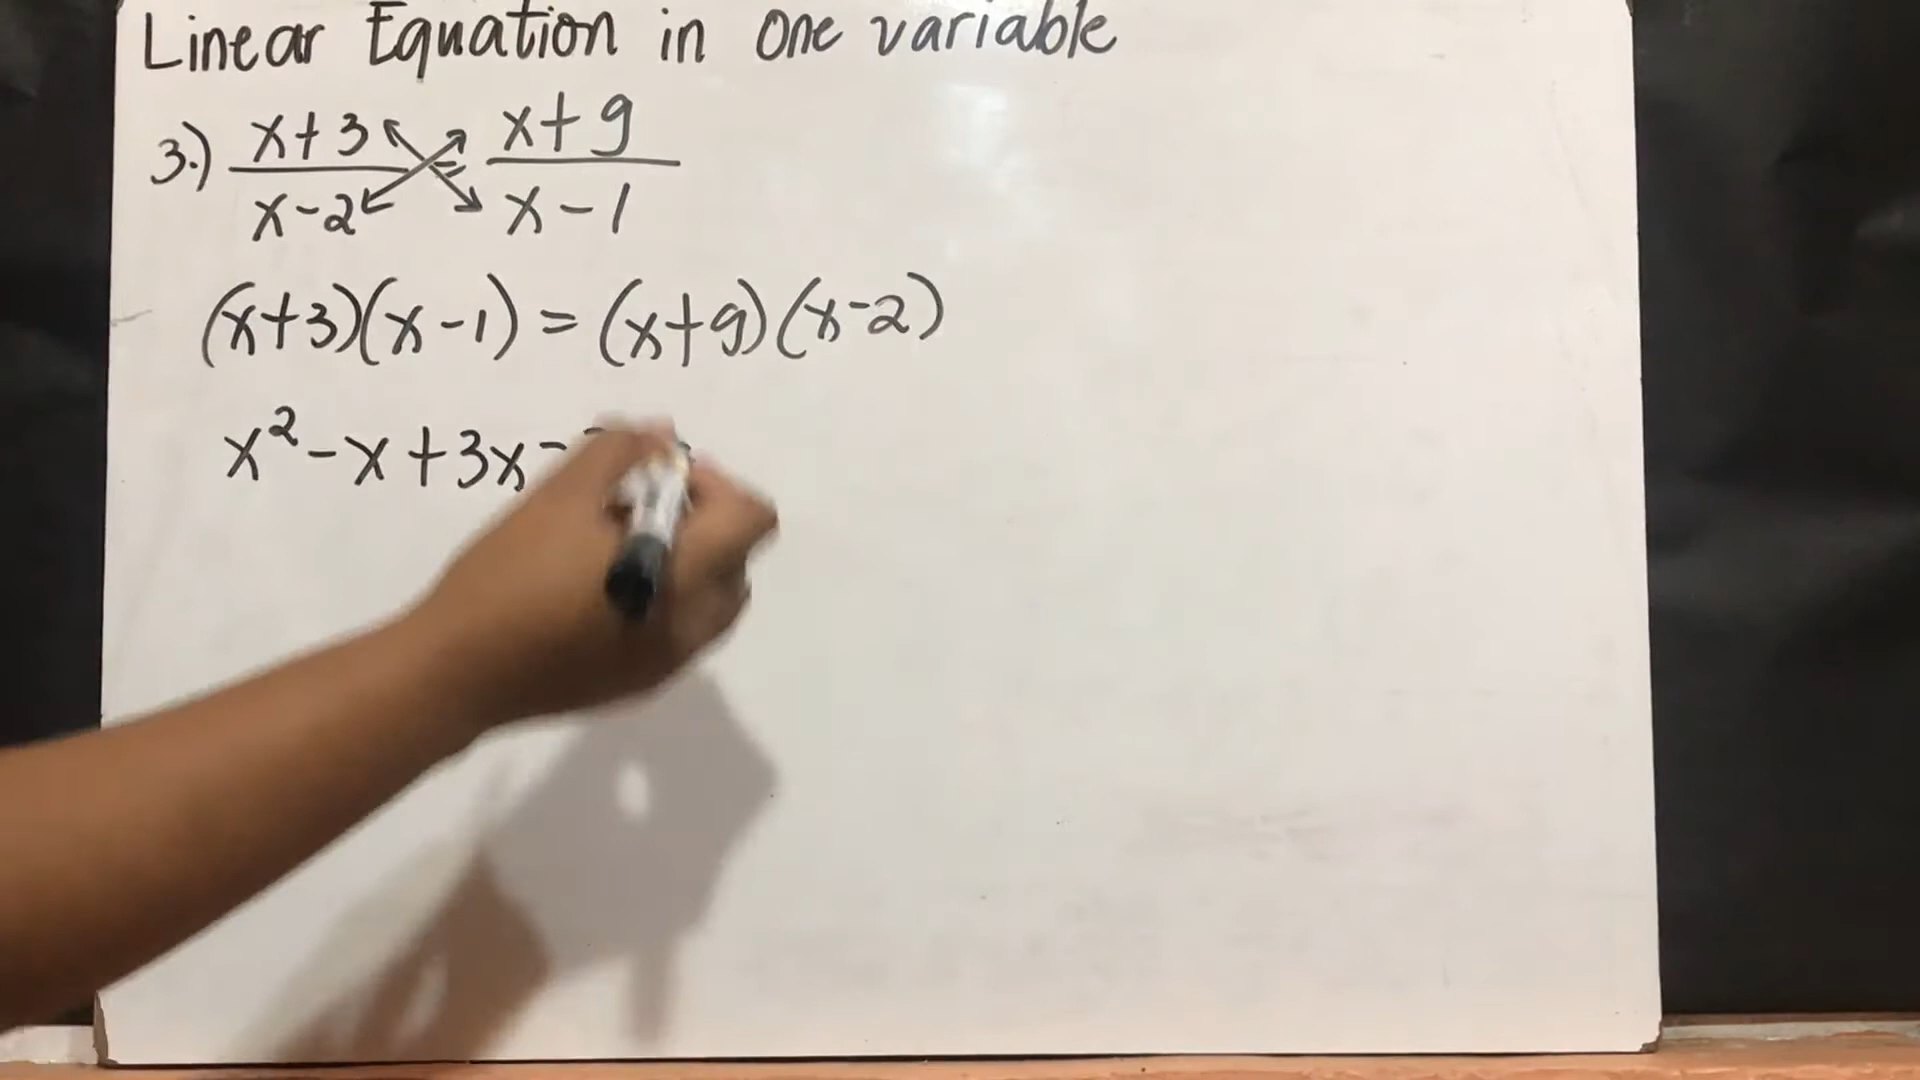 Linear Equation in one variable
3.) x+3 = x+9
x-2 x-1
(x+3)(x-1) = (x+9)(x-2)
x²-x+3x-